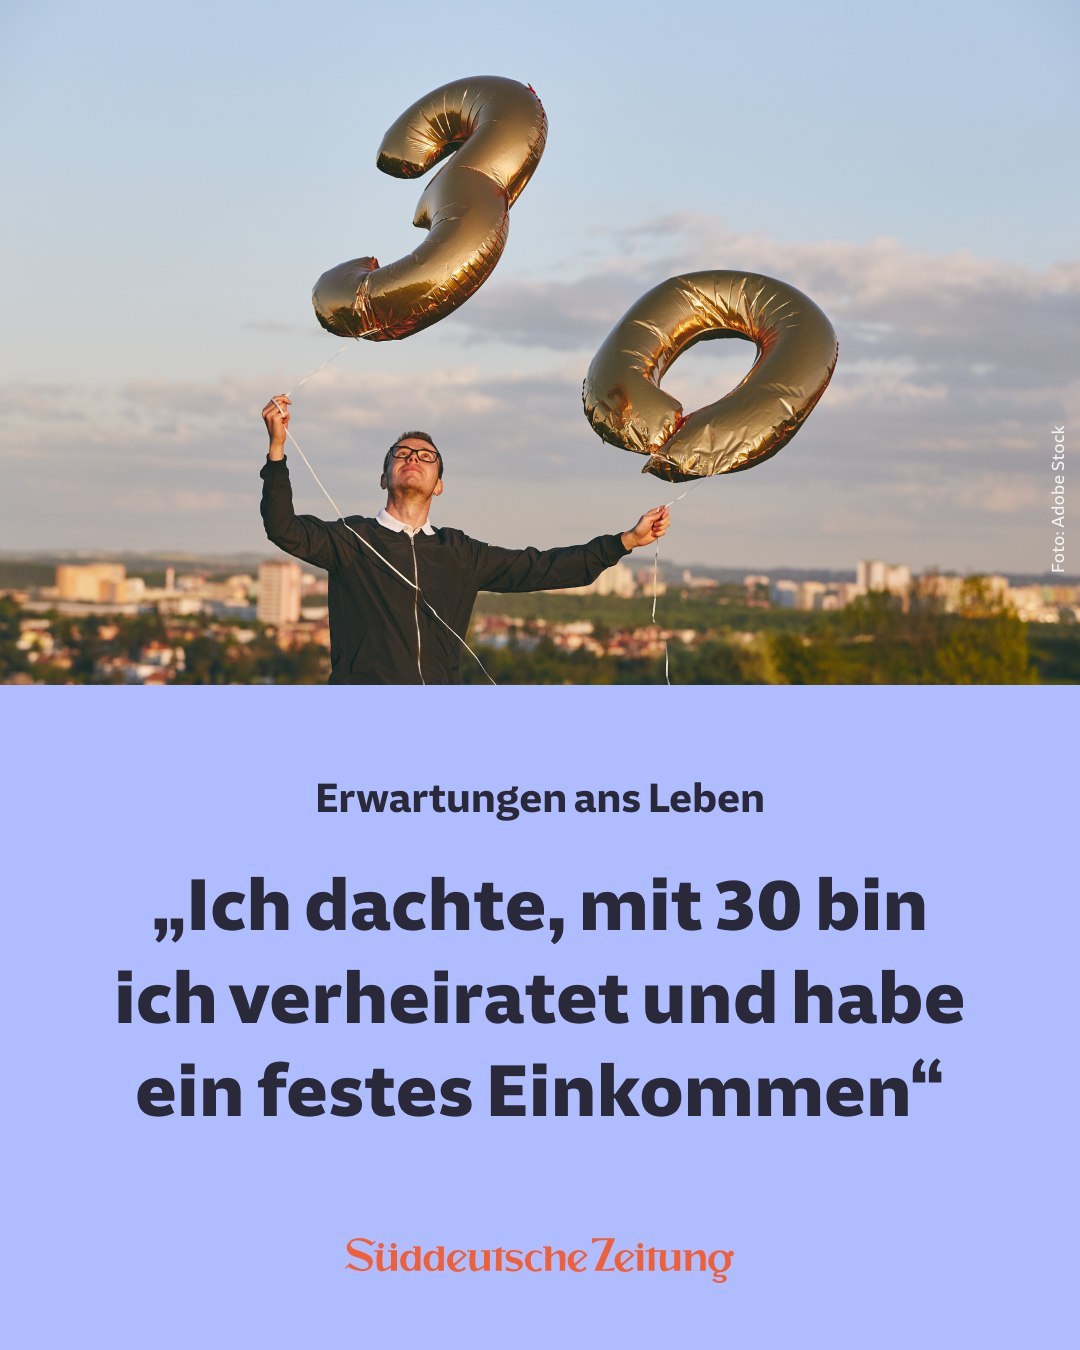 30
Foto: Adobe Stock
Erwartungen ans Leben
„Ich dachte, mit 30 bin
ich verheiratet und habe
ein festes Einkommen“
Süddeutsche Zeitung